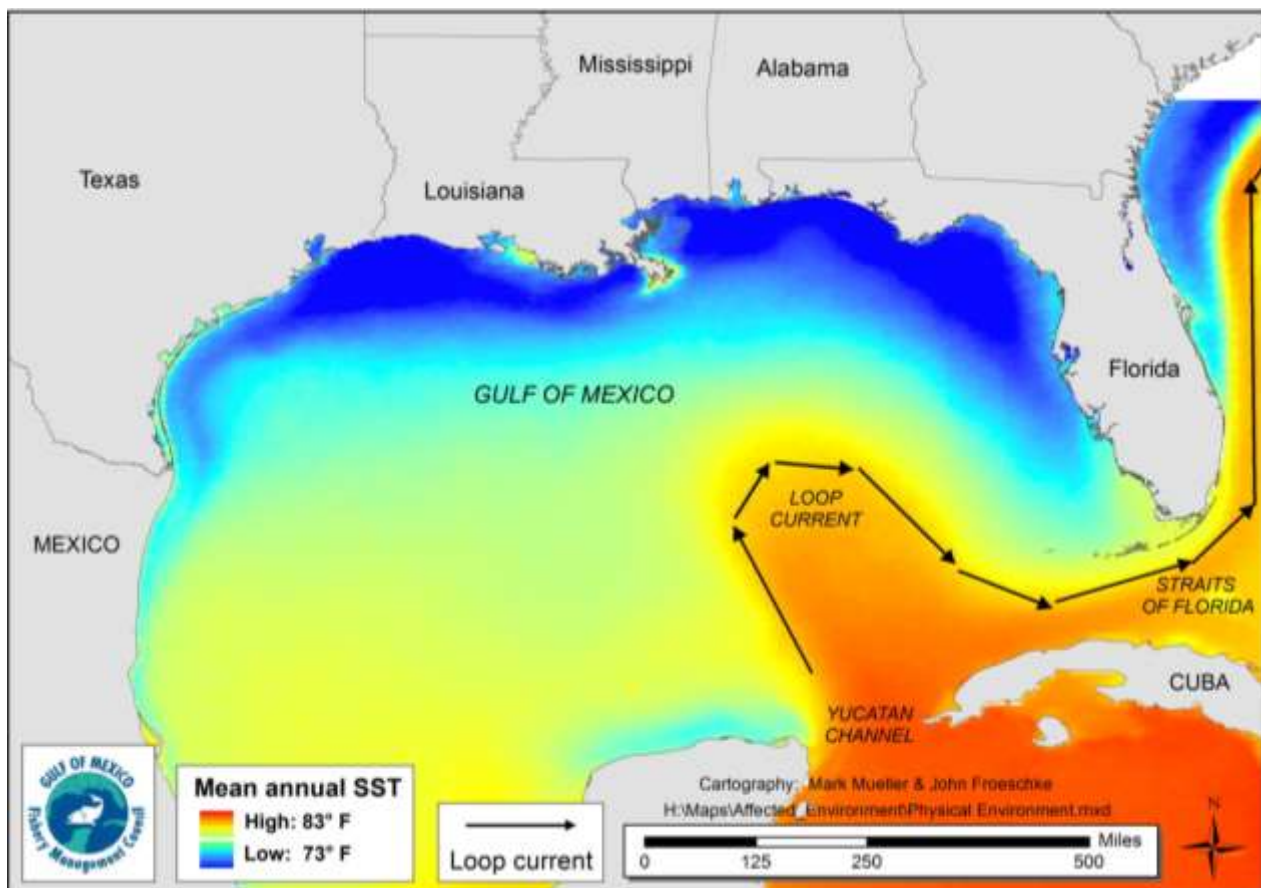 Mississippi
Alabama
Texas
Louisiana
Florida
GULF OF MEXICO
LOOP
CURRENT
MEXICO
STRAITS
OF FLORIDA
CUBA
YUCATAN
CHANNEL
GULF OF MEXICO
Fishery Management Council
Mean annual SST
High: 83° F
Low: 73° F
Loop current
Cartography: Mark Mueller & John Froeschke
H:\Maps\Affected_Environment\Physical Environment.mxd
Miles
0 125 250 500
N